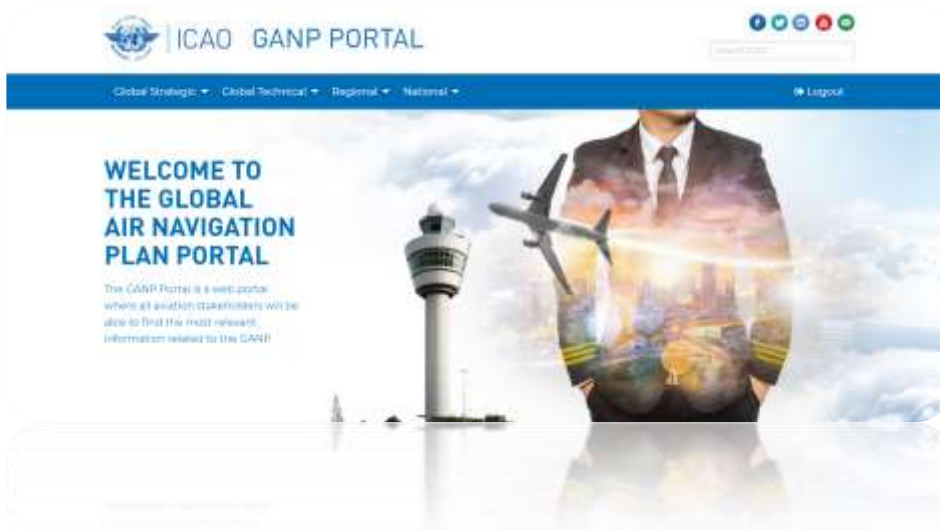 ICAO GANP PORTAL
Global Strategic Global Technical Regional National Logout
WELCOME TO
THE GLOBAL
AIR NAVIGATION
PLAN PORTAL
The GANP Portal is a web portal
where all aviation stakeholders will be
able to find the most relevant
information related to the GANP